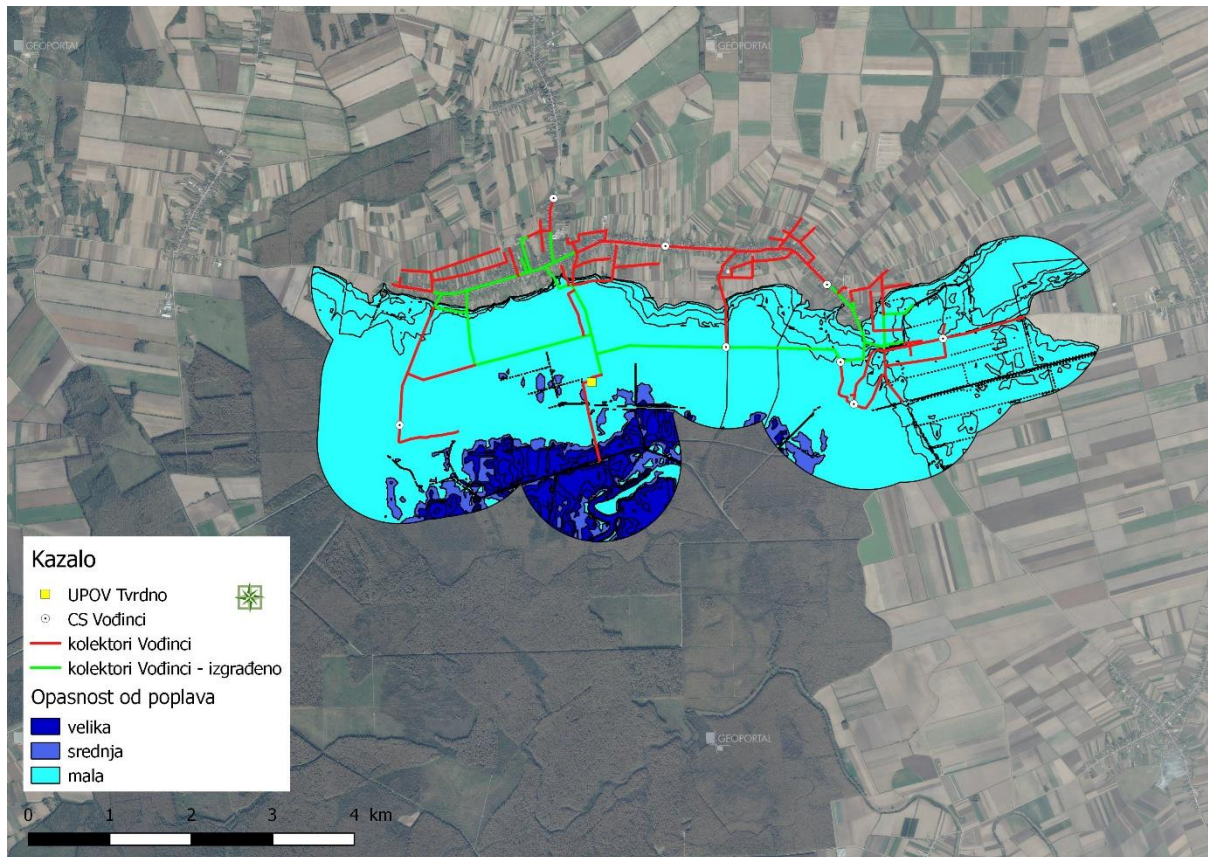 GEOPORTAL
GEOPORTAL
GEOPORTAL
Kazalo
UPOV Tvrdno
CS Vođinci
kolektori Vođinci
kolektori Vođinci - izgrađeno
Opasnost od poplava
velika
srednja
mala
0 1 2 3 4 km